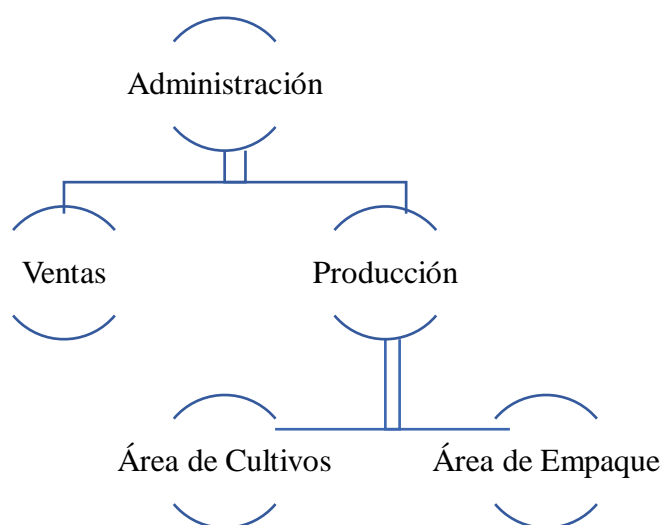 Administración
Ventas
Producción
Área de Cultivos
Área de Empaque